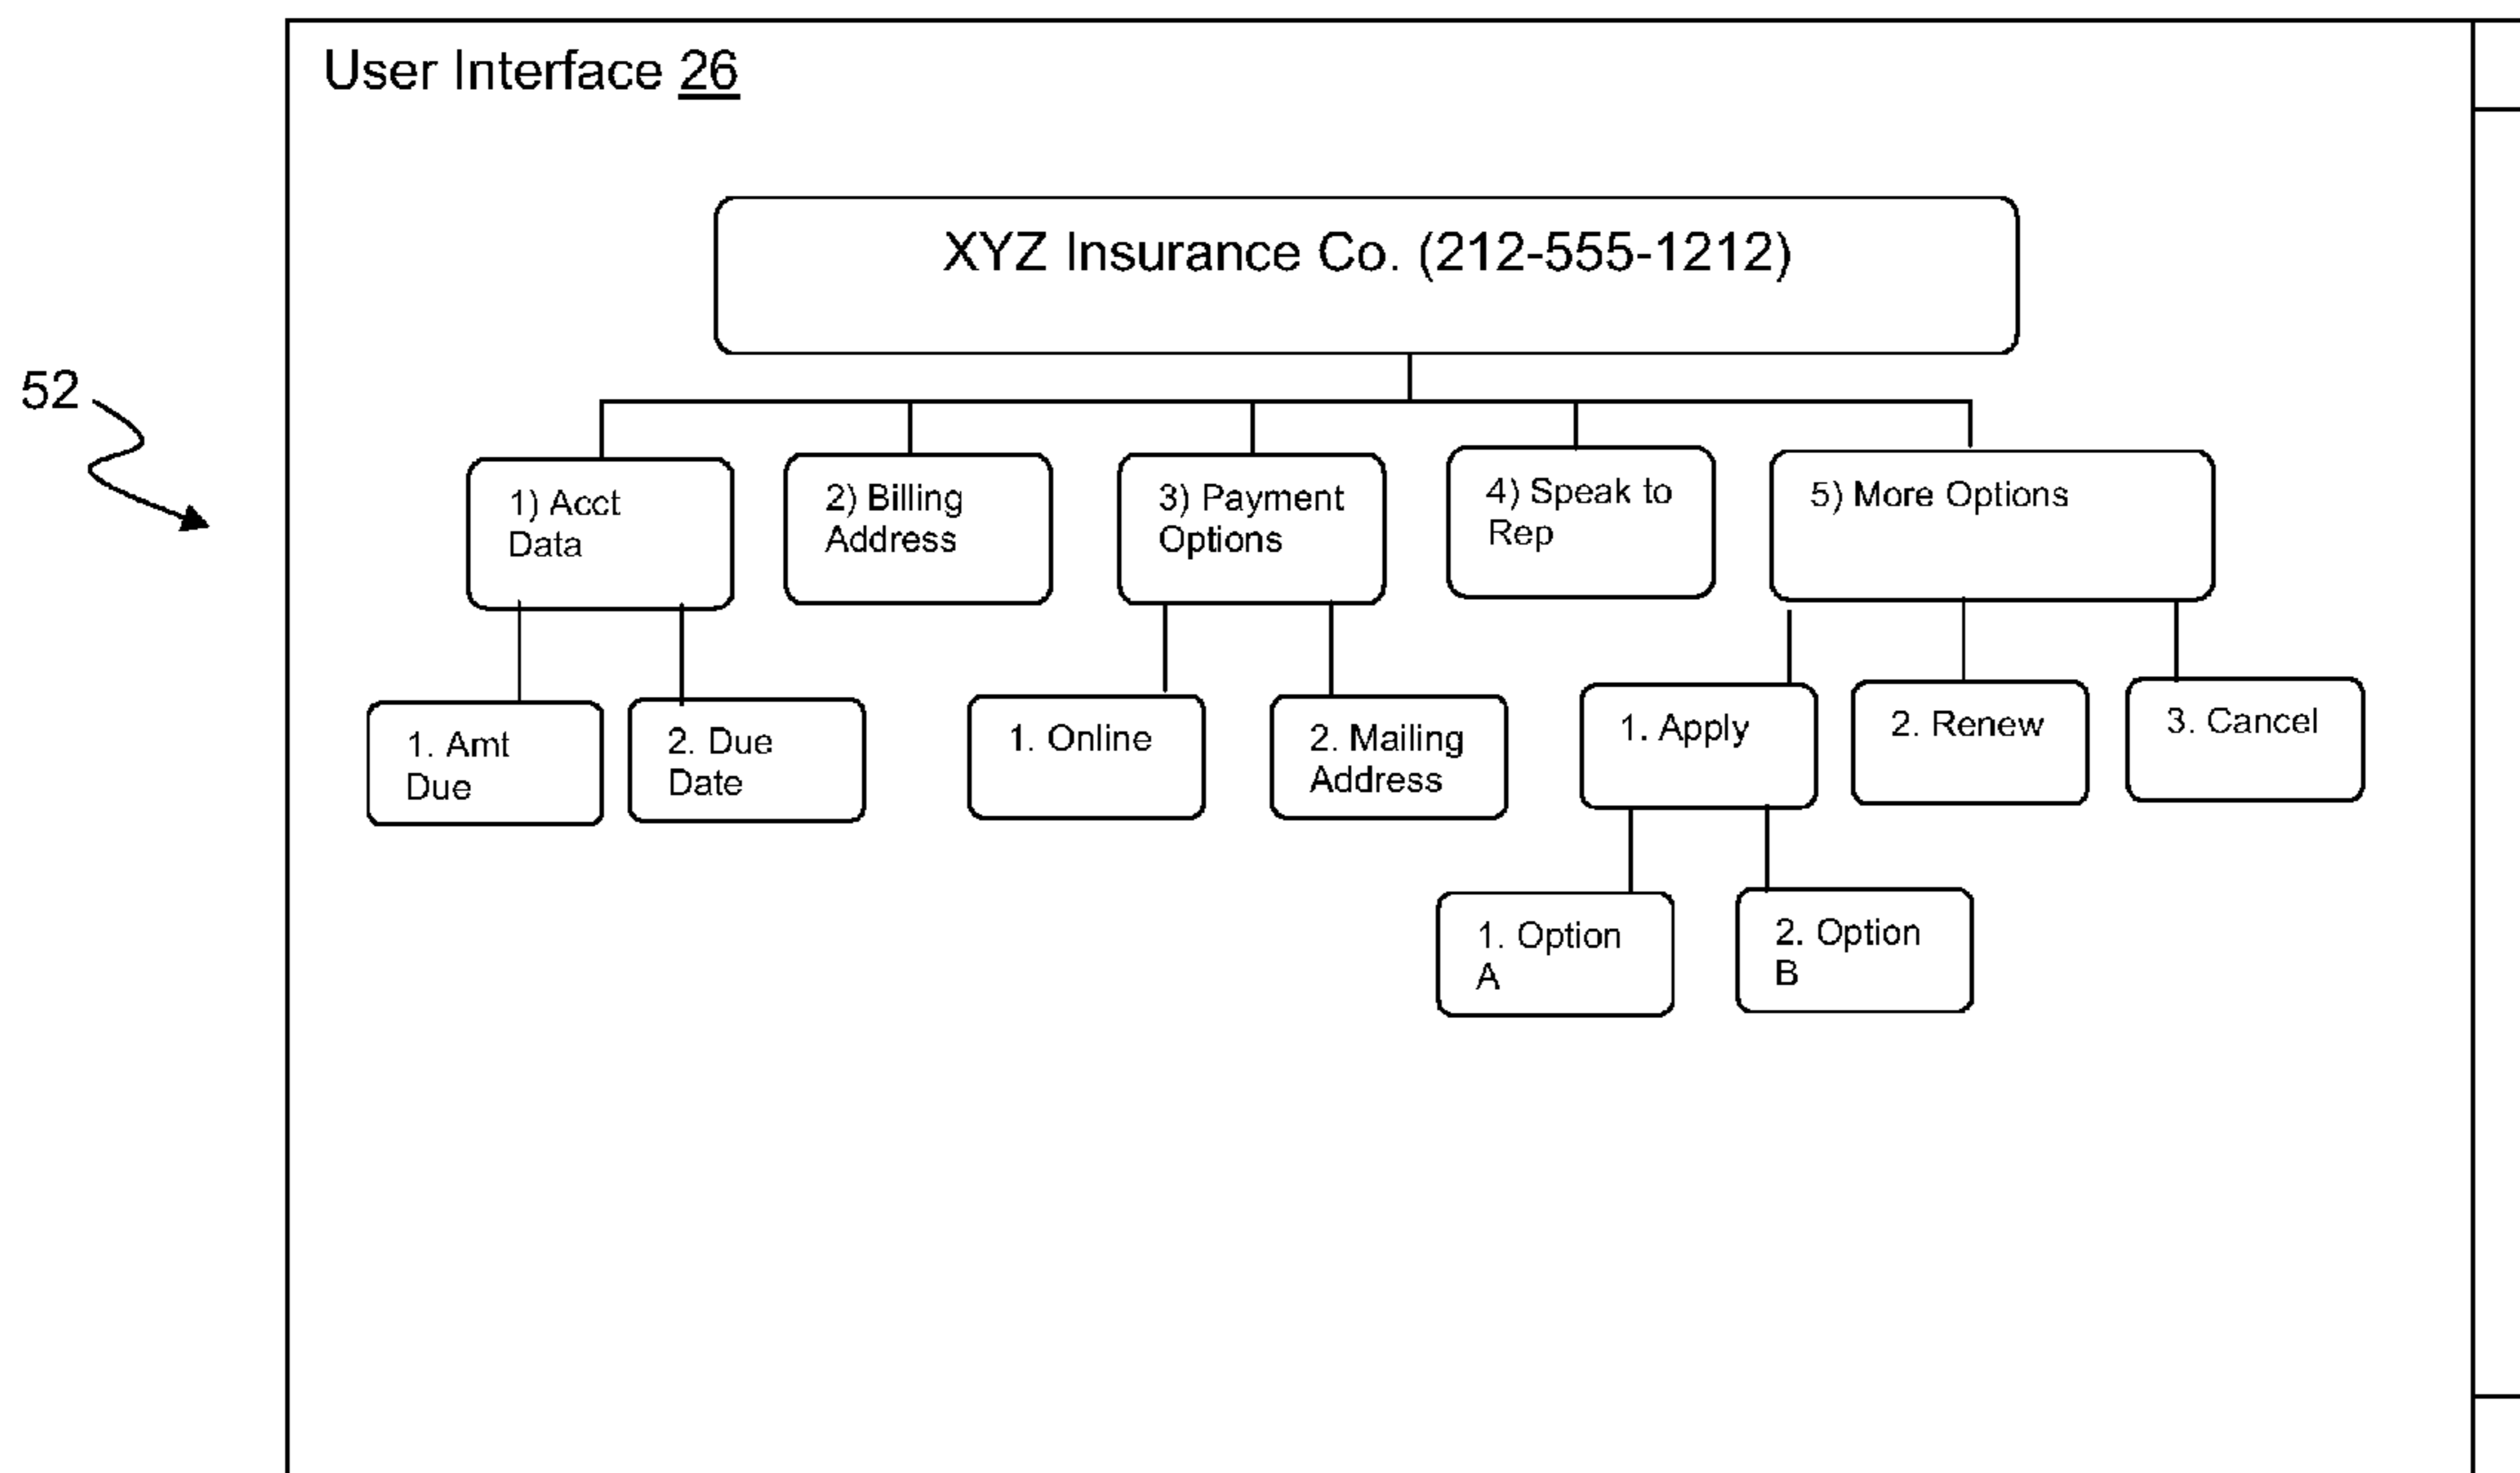 User Interface 26
XYZ Insurance Co. (212-555-1212)
52
1) Acct
Data
2) Billing
Address
3) Payment
Options
4) Speak to
Rep
5) More Options
1. Amt
Due
2. Due
Date
1. Online
2. Mailing
Address
1. Apply
2. Renew
3. Cancel
1. Option
A
2. Option
B